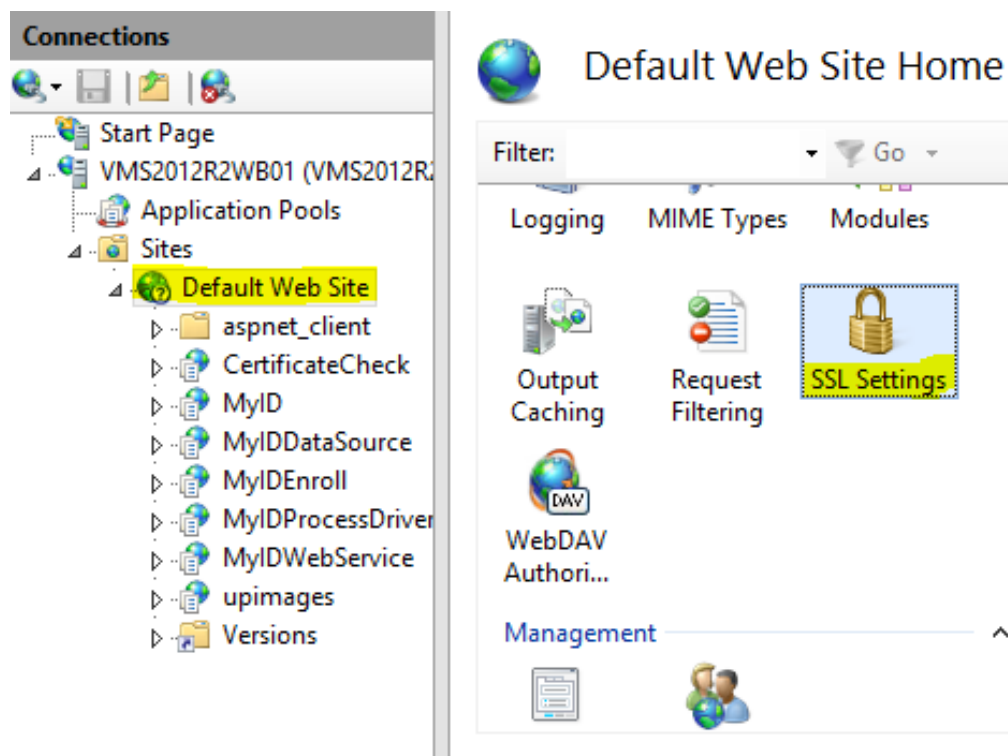 Connections
Start Page
VMS2012R2WB01 (VMS2012R2
Application Pools
Sites
Default Web Site
aspnet_client
CertificateCheck
MyID
MyIDDataSource
MyIDEnroll
MyIDProcessDriver
MyIDWebService
upimages
Versions
Default Web Site Home
Filter:
Go
Logging
MIME Types
Modules
Output
Caching
Request
Filtering
SSL Settings
DAV
WebDAV
Authori...
Management